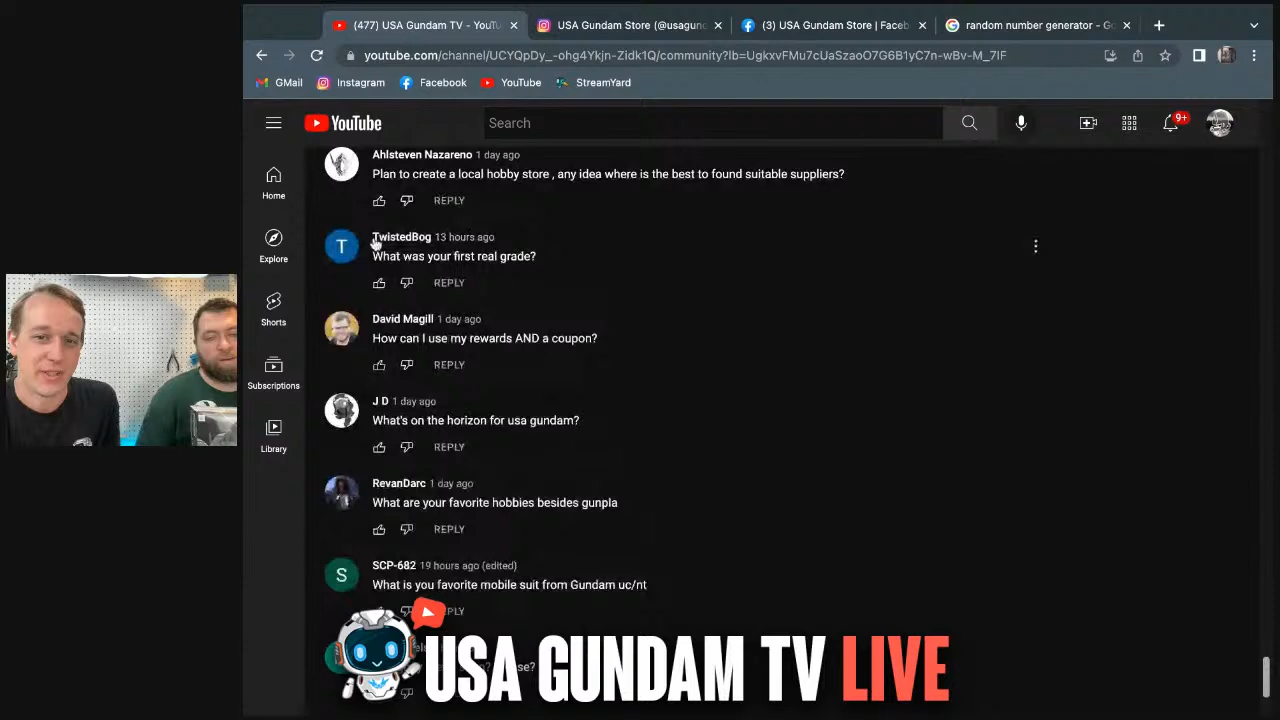 (477) USA Gundam TV - YouTu
USA Gundam Store (@usagund
(3) USA Gundam Store | Faceb
random number generator - Go
youtube.com/channel/UCYQpDy_-ohg4Ykjn-Zidk1Q/community?lb=UgkxvFMu7cUaSzaoO7G6B1yC7n-wBv-M_7IF
GMail
Instagram
Facebook
YouTube
StreamYard
YouTube
Search
9+
Home
Explore
Shorts
Subscriptions
Library
Ahlsteven Nazareno 1 day ago
Plan to create a local hobby store , any idea where is the best to found suitable suppliers?
REPLY
T
TwistedBog 13 hours ago
What was your first real grade?
REPLY
David Magill 1 day ago
How can I use my rewards AND a coupon?
REPLY
J D 1 day ago
What's on the horizon for usa gundam?
REPLY
RevanDarc 1 day ago
What are your favorite hobbies besides gunpla
REPLY
S
SCP-682 19 hours ago (edited)
What is you favorite mobile suit from Gundam uc/nt
USA GUNDAM TV LIVE